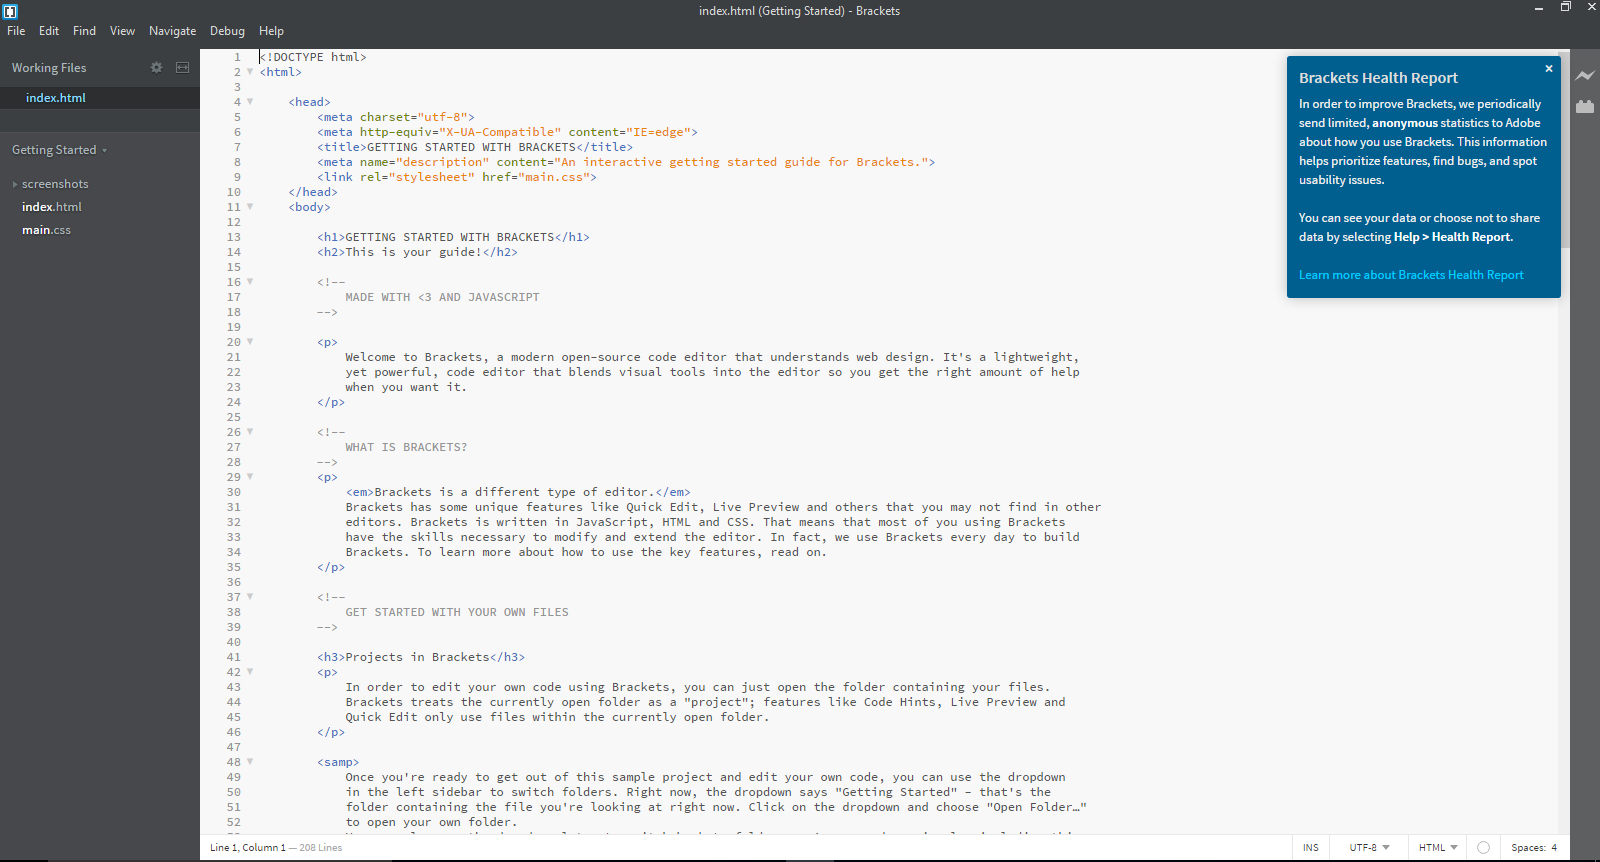 index.html (Getting Started) - Brackets
File Edit Find View Navigate Debug Help
Working Files
index.html
Getting Started
screenshots
index.html
main.css
1 <!DOCTYPE html>
2 <html>
3
4 <head>
5 <meta charset="utf-8">
6 <meta http-equiv="X-UA-Compatible" content="IE=edge">
7 <title>GETTING STARTED WITH BRACKETS</title>
8 <meta name="description" content="An interactive getting started guide for Brackets.">
9 <link rel="stylesheet" href="main.css">
10 </head>
11 <body>
12
13 <h1>GETTING STARTED WITH BRACKETS</h1>
14 <h2>This is your guide!</h2>
15
16 <!--
17 MADE WITH <3 AND JAVASCRIPT
18 -->
19
20 <p>
21 Welcome to Brackets, a modern open-source code editor that understands web design. It's a lightweight,
22 yet powerful, code editor that blends visual tools into the editor so you get the right amount of help
23 when you want it.
24 </p>
25
26 <!--
27 WHAT IS BRACKETS?
28 -->
29 <p>
30 <em>Brackets is a different type of editor.</em>
31 Brackets has some unique features like Quick Edit, Live Preview and others that you may not find in other
32 editors. Brackets is written in JavaScript, HTML and CSS. That means that most of you using Brackets
33 have the skills necessary to modify and extend the editor. In fact, we use Brackets every day to build
34 Brackets. To learn more about how to use the key features, read on.
35 </p>
36
37 <!--
38 GET STARTED WITH YOUR OWN FILES
39 -->
40
41 <h3>Projects in Brackets</h3>
42 <p>
43 In order to edit your own code using Brackets, you can just open the folder containing your files.
44 Brackets treats the currently open folder as a "project"; features like Code Hints, Live Preview and
45 Quick Edit only use files within the currently open folder.
46 </p>
47
48 <samp>
49 Once you're ready to get out of this sample project and edit your own code, you can use the dropdown
50 in the left sidebar to switch folders. Right now, the dropdown says "Getting Started" - that's the
51 folder containing the file you're looking at right now. Click on the dropdown and choose "Open Folder…"
52 to open your own folder.
Brackets Health Report
In order to improve Brackets, we periodically
send limited, anonymous statistics to Adobe
about how you use Brackets. This information
helps prioritize features, find bugs, and spot
usability issues.
You can see your data or choose not to share
data by selecting Help > Health Report.
Learn more about Brackets Health Report
Line 1, Column 1 — 208 Lines
INS UTF-8 HTML Spaces: 4